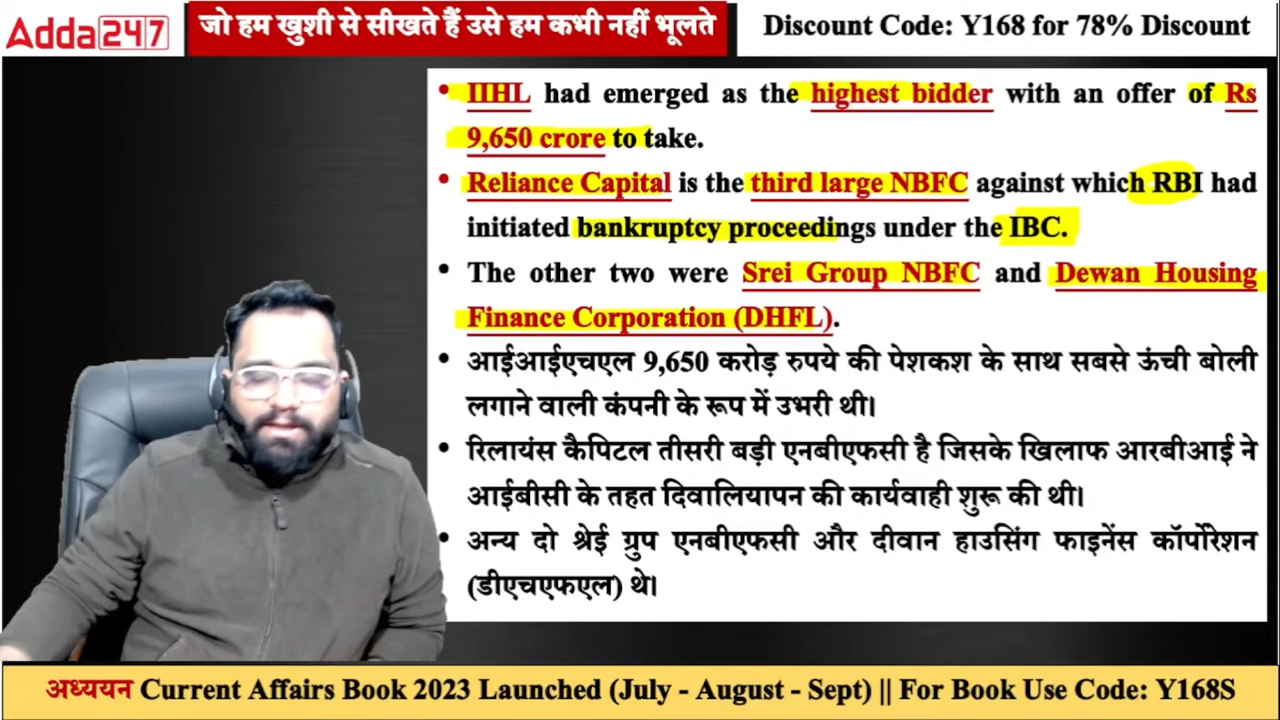 Adda247
जो हम खुशी से सीखते हैं उसे हम कभी नहीं भूलते
Discount Code: Y168 for 78% Discount
• IIHL had emerged as the highest bidder with an offer of Rs
9,650 crore to take.
• Reliance Capital is the third large NBFC against which RBI had
initiated bankruptcy proceedings under the IBC.
• The other two were Srei Group NBFC and Dewan Housing
Finance Corporation (DHFL).
• आईआईएचएल 9,650 करोड़ रुपये की पेशकश के साथ सबसे ऊंची बोली
लगाने वाली कंपनी के रूप में उभरी थी।
• रिलायंस कैपिटल तीसरी बड़ी एनबीएफसी है जिसके खिलाफ आरबीआई ने
आईबीसी के तहत दिवालियापन की कार्यवाही शुरू की थी।
• अन्य दो श्रेई ग्रुप एनबीएफसी और दीवान हाउसिंग फाइनेंस कॉर्पोरेशन
(डीएचएफएल) थे।
अध्ययन Current Affairs Book 2023 Launched (July - August - Sept) || For Book Use Code: Y168S